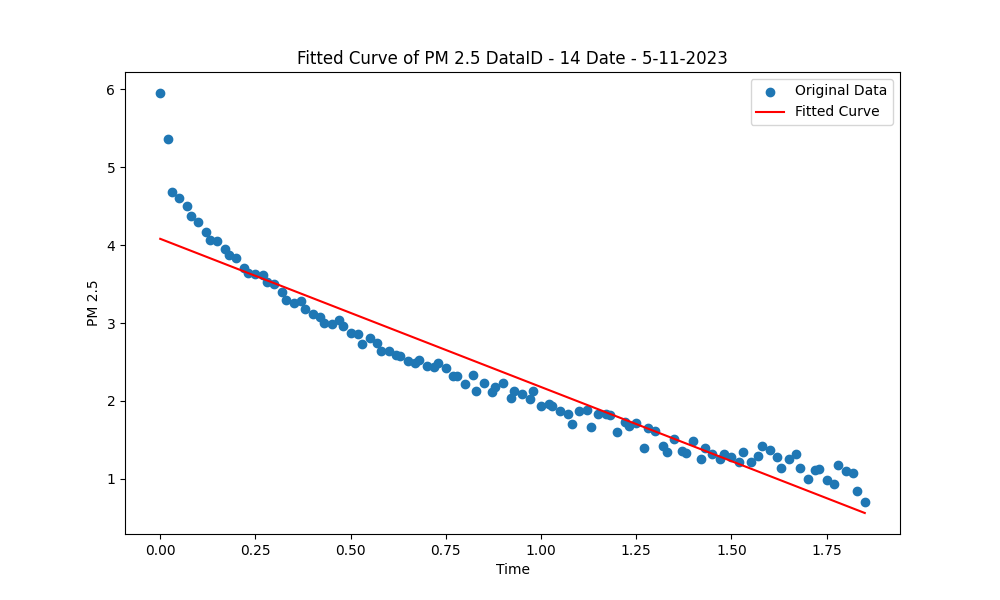 Fitted Curve of PM 2.5 DataID - 14 Date - 5-11-2023
Original Data
Fitted Curve
6
5
4
3
2
1
PM 2.5
0.00 0.25 0.50 0.75 1.00 1.25 1.50 1.75
Time